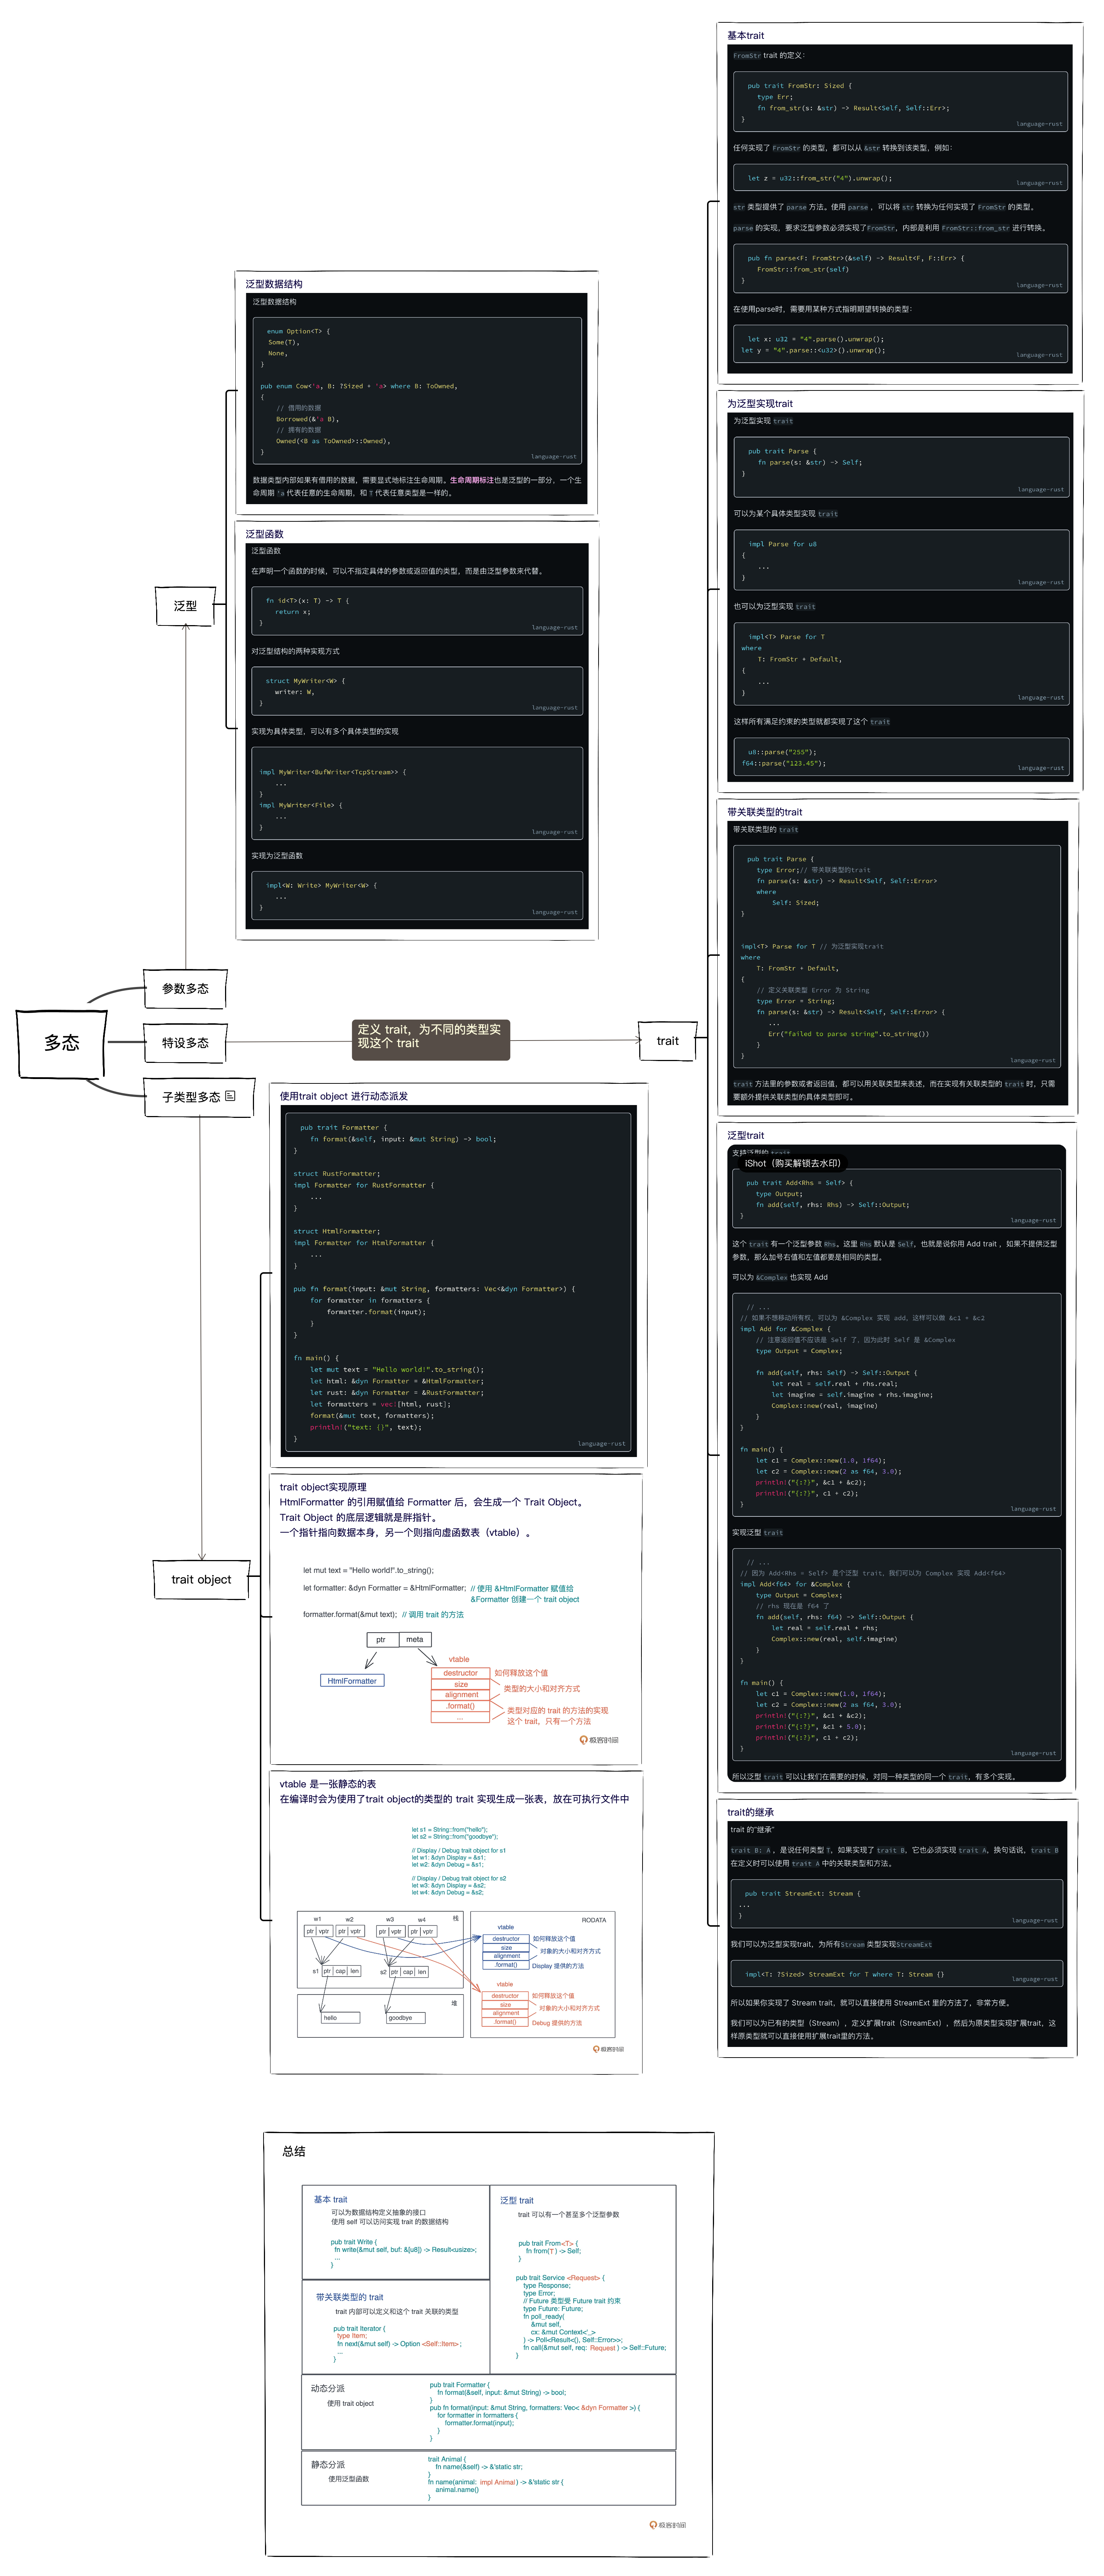 多态
参数多态
特设多态
子类型多态
泛型
定义 trait，为不同的类型实
现这个 trait
trait
trait object
泛型数据结构
泛型数据结构
enum Option<T> {
Some(T),
None,
}
pub enum Cow<'a, B: ?Sized + 'a> where B: ToOwned,
{
// 借用的数据
Borrowed(&'a B),
// 拥有的数据
Owned(<B as ToOwned>::Owned),
}
language-rust
数据类型内部如果有借用的数据，需要显式地标注生命周期。生命周期标注也是泛型的一部分，一个生
命周期 'a 代表任意的生命周期，和 T 代表任意类型是一样的。
泛型函数
泛型函数
在声明一个函数的时候，可以不指定具体的参数或返回值的类型，而是由泛型参数来代替。
fn id<T>(x: T) -> T {
return x;
}
language-rust
对泛型结构的两种实现方式
struct MyWriter<W> {
writer: W,
}
language-rust
实现为具体类型，可以有多个具体类型的实现
impl MyWriter<BufWriter<TcpStream>> {
...
}
impl MyWriter<File> {
...
}
language-rust
实现为泛型函数
impl<W: Write> MyWriter<W> {
...
}
language-rust
使用trait object 进行动态派发
pub trait Formatter {
fn format(&self, input: &mut String) -> bool;
}
struct RustFormatter;
impl Formatter for RustFormatter {
...
}
struct HtmlFormatter;
impl Formatter for HtmlFormatter {
...
}
pub fn format(input: &mut String, formatters: Vec<&dyn Formatter>) {
for formatter in formatters {
formatter.format(input);
}
}
fn main() {
let mut text = "Hello world!".to_string();
let html: &dyn Formatter = &HtmlFormatter;
let rust: &dyn Formatter = &RustFormatter;
let formatters = vec![html, rust];
format(&mut text, formatters);
println!("text: {}", text);
}
language-rust
trait object实现原理
HtmlFormatter 的引用赋值给 Formatter 后，会生成一个 Trait Object。
Trait Object 的底层逻辑就是胖指针。
一个指针指向数据本身，另一个则指向虚函数表（vtable）。
let mut text = "Hello world!".to_string();
let formatter: &dyn Formatter = &HtmlFormatter; // 使用 &HtmlFormatter 赋值给
&Formatter 创建一个 trait object
formatter.format(&mut text); // 调用 trait 的方法
ptr meta
vtable
HtmlFormatter
destructor 如何释放这个值
size
类型的大小和对齐方式
alignment
.format() 类型对应的 trait 的方法的实现
... 这个 trait，只有一个方法
极客时间
vtable 是一张静态的表
在编译时会为使用了trait object的类型的 trait 实现生成一张表，放在可执行文件中
let s1 = String::from("hello");
let s2 = String::from("goodbye");
// Display / Debug trait object for s1
let w1: &dyn Display = &s1;
let w2: &dyn Debug = &s1;
// Display / Debug trait object for s2
let w3: &dyn Display = &s2;
let w4: &dyn Debug = &s2;
w1 w2 w3 w4 栈
ptr vptr ptr vptr ptr vptr ptr vptr
s1 ptr cap len s2 ptr cap len
堆
hello goodbye
RODATA
vtable
destructor 如何释放这个值
size
对象的大小和对齐方式
alignment
.format() Display 提供的方法
vtable
destructor 如何释放这个值
size
对象的大小和对齐方式
alignment
.format() Debug 提供的方法
极客时间
基本trait
FromStr trait 的定义：
pub trait FromStr: Sized {
type Err;
fn from_str(s: &str) -> Result<Self, Self::Err>;
}
language-rust
任何实现了 FromStr 的类型，都可以从 &str 转换到该类型，例如：
let z = u32::from_str("4").unwrap();
language-rust
str 类型提供了 parse 方法。使用 parse ，可以将 str 转换为任何实现了 FromStr 的类型。
parse 的实现，要求泛型参数必须实现了FromStr，内部是利用 FromStr::from_str 进行转换。
pub fn parse<F: FromStr>(&self) -> Result<F, F::Err> {
FromStr::from_str(self)
}
language-rust
在使用parse时，需要用某种方式指明期望转换的类型：
let x: u32 = "4".parse().unwrap();
let y = "4".parse::<u32>().unwrap();
language-rust
为泛型实现trait
为泛型实现 trait
pub trait Parse {
fn parse(s: &str) -> Self;
}
language-rust
可以为某个具体类型实现 trait
impl Parse for u8
{
...
}
language-rust
也可以为泛型实现 trait
impl<T> Parse for T
where
T: FromStr + Default,
{
...
}
language-rust
这样所有满足约束的类型就都实现了这个 trait
u8::parse("255");
f64::parse("123.45");
language-rust
带关联类型的trait
带关联类型的 trait
pub trait Parse {
type Error;// 带关联类型的trait
fn parse(s: &str) -> Result<Self, Self::Error>
where
Self: Sized;
}
impl<T> Parse for T // 为泛型实现trait
where
T: FromStr + Default,
{
// 定义关联类型 Error 为 String
type Error = String;
fn parse(s: &str) -> Result<Self, Self::Error> {
...
Err("failed to parse string".to_string())
}
}
language-rust
trait 方法里的参数或者返回值，都可以用关联类型来表述，而在实现有关联类型的 trait 时，只需
要额外提供关联类型的具体类型即可。
泛型trait
支持泛型的 trait
iShot（购买解锁去水印）
pub trait Add<Rhs = Self> {
type Output;
fn add(self, rhs: Rhs) -> Self::Output;
}
language-rust
这个 trait 有一个泛型参数 Rhs。这里 Rhs 默认是 Self，也就是说你用 Add trait ，如果不提供泛型
参数，那么加号右值和左值都要是相同的类型。
可以为 &Complex 也实现 Add
// ...
// 如果不想移动所有权，可以为 &Complex 实现 add，这样可以做 &c1 + &c2
impl Add for &Complex {
// 注意返回值不应该是 Self 了，因为此时 Self 是 &Complex
type Output = Complex;
fn add(self, rhs: Self) -> Self::Output {
let real = self.real + rhs.real;
let imagine = self.imagine + rhs.imagine;
Complex::new(real, imagine)
}
}
fn main() {
let c1 = Complex::new(1.0, 1f64);
let c2 = Complex::new(2 as f64, 3.0);
println!("{:?}", &c1 + &c2);
println!("{:?}", c1 + c2);
}
language-rust
实现泛型 trait
// ...
// 因为 Add<Rhs = Self> 是个泛型 trait，我们可以为 Complex 实现 Add<f64>
impl Add<f64> for &Complex {
type Output = Complex;
// rhs 现在是 f64 了
fn add(self, rhs: f64) -> Self::Output {
let real = self.real + rhs;
Complex::new(real, self.imagine)
}
}
fn main() {
let c1 = Complex::new(1.0, 1f64);
let c2 = Complex::new(2 as f64, 3.0);
println!("{:?}", &c1 + &c2);
println!("{:?}", &c1 + 5.0);
println!("{:?}", c1 + c2);
}
language-rust
所以泛型 trait 可以让我们在需要的时候，对同一种类型的同一个 trait，有多个实现。
trait的继承
trait 的"继承"
trait B: A ，是说任何类型 T，如果实现了 trait B，它也必须实现 trait A，换句话说，trait B
在定义时可以使用 trait A 中的关联类型和方法。
pub trait StreamExt: Stream {
...
}
language-rust
我们可以为泛型实现trait，为所有Stream 类型实现StreamExt
impl<T: ?Sized> StreamExt for T where T: Stream {}
language-rust
所以如果你实现了 Stream trait，就可以直接使用 StreamExt 里的方法了，非常方便。
我们可以为已有的类型（Stream），定义扩展trait（StreamExt），然后为原类型实现扩展trait，这
样原类型就可以直接使用扩展trait里的方法。
总结
基本 trait
可以为数据结构定义抽象的接口
使用 self 可以访问实现 trait 的数据结构
pub trait Write {
fn write(&mut self, buf: &[u8]) -> Result<usize>;
...
}
带关联类型的 trait
trait 内部可以定义和这个 trait 关联的类型
pub trait Iterator {
type Item;
fn next(&mut self) -> Option <Self::Item> ;
...
}
泛型 trait
trait 可以有一个甚至多个泛型参数
pub trait From<T> {
fn from(T) -> Self;
}
pub trait Service <Request> {
type Response;
type Error;
// Future 类型受 Future trait 约束
type Future: Future;
fn poll_ready(
&mut self,
cx: &mut Context<'_>
) -> Poll<Result<(), Self::Error>>;
fn call(&mut self, req: Request ) -> Self::Future;
}
动态分派
使用 trait object
pub trait Formatter {
fn format(&self, input: &mut String) -> bool;
}
pub fn format(input: &mut String, formatters: Vec< &dyn Formatter >) {
for formatter in formatters {
formatter.format(input);
}
}
静态分派
使用泛型函数
trait Animal {
fn name(&self) -> &'static str;
}
fn name(animal: impl Animal ) -> &'static str {
animal.name()
}
极客时间